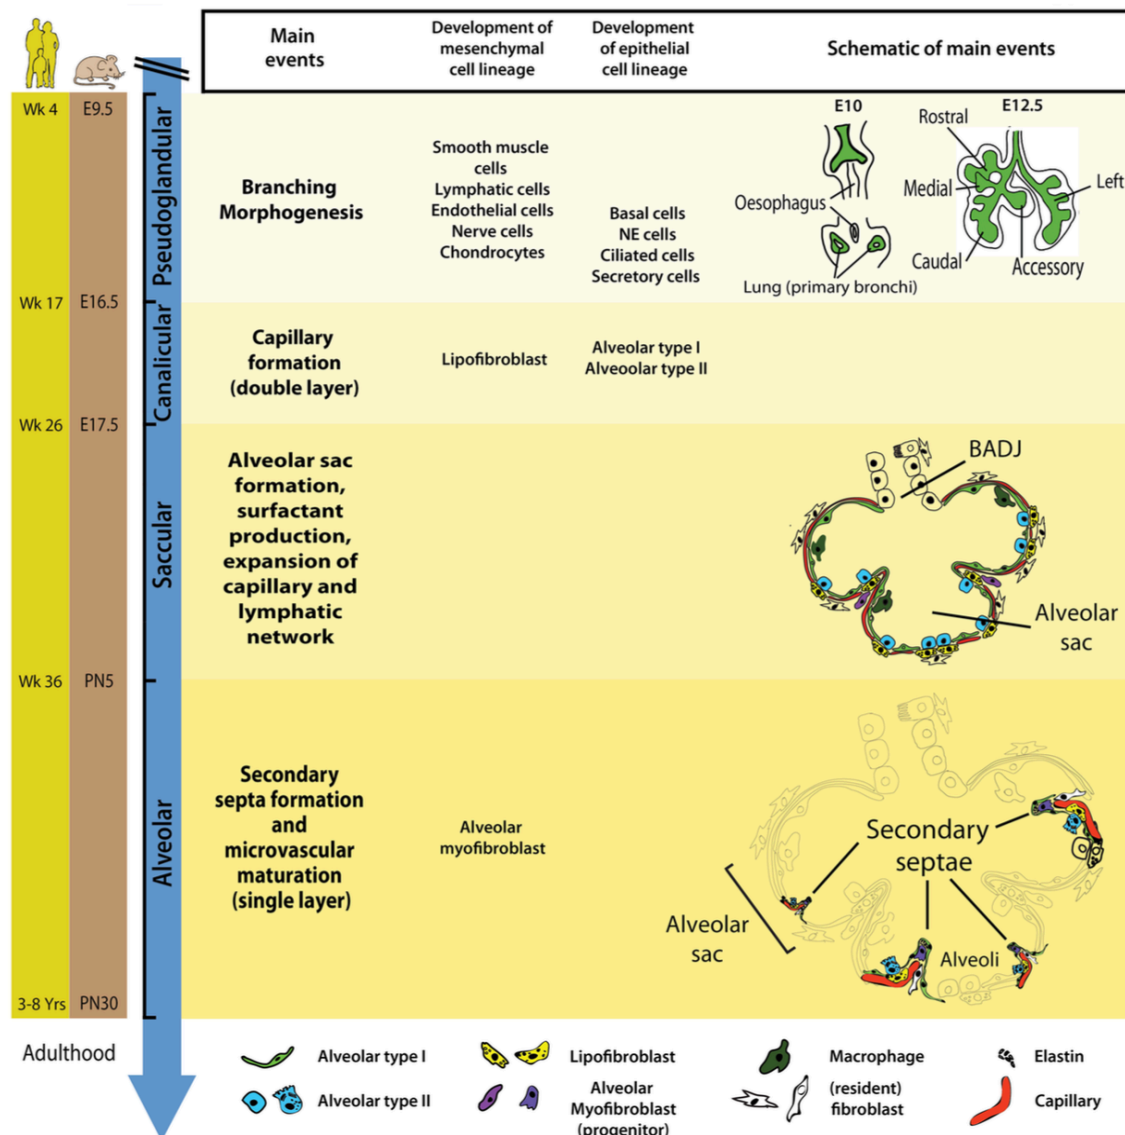 Main
events
Development of
mesenchymal
cell lineage
Development
of epithelial
cell lineage
Schematic of main events
Wk 4
E9.5
Pseudoglandular
Branching
Morphogenesis
Smooth muscle
cells
Lymphatic cells
Endothelial cells
Nerve cells
Chondrocytes
Basal cells
NE cells
Ciliated cells
Secretory cells
E10
Oesophagus
Lung (primary bronchi)
E12.5
Rostral
Medial
Left
Caudal
Accessory
Wk 17
E16.5
Canalicular
Capillary
formation
(double layer)
Lipofibroblast
Alveolar type I
Alveoolar type II
Wk 26
E17.5
Saccular
Alveolar sac
formation,
surfactant
production,
expansion of
capillary and
lymphatic
network
BADJ
Alveolar
sac
Wk 36
PN5
Alveolar
Secondary
septa formation
and
microvascular
maturation
(single layer)
Alveolar
myofibroblast
Secondary
septae
Alveolar
sac
Alveoli
3-8 Yrs
PN30
Adulthood
Alveolar type I
Alveolar type II
Lipofibroblast
Alveolar
Myofibroblast
(progenitor)
Macrophage
(resident)
fibroblast
Elastin
Capillary